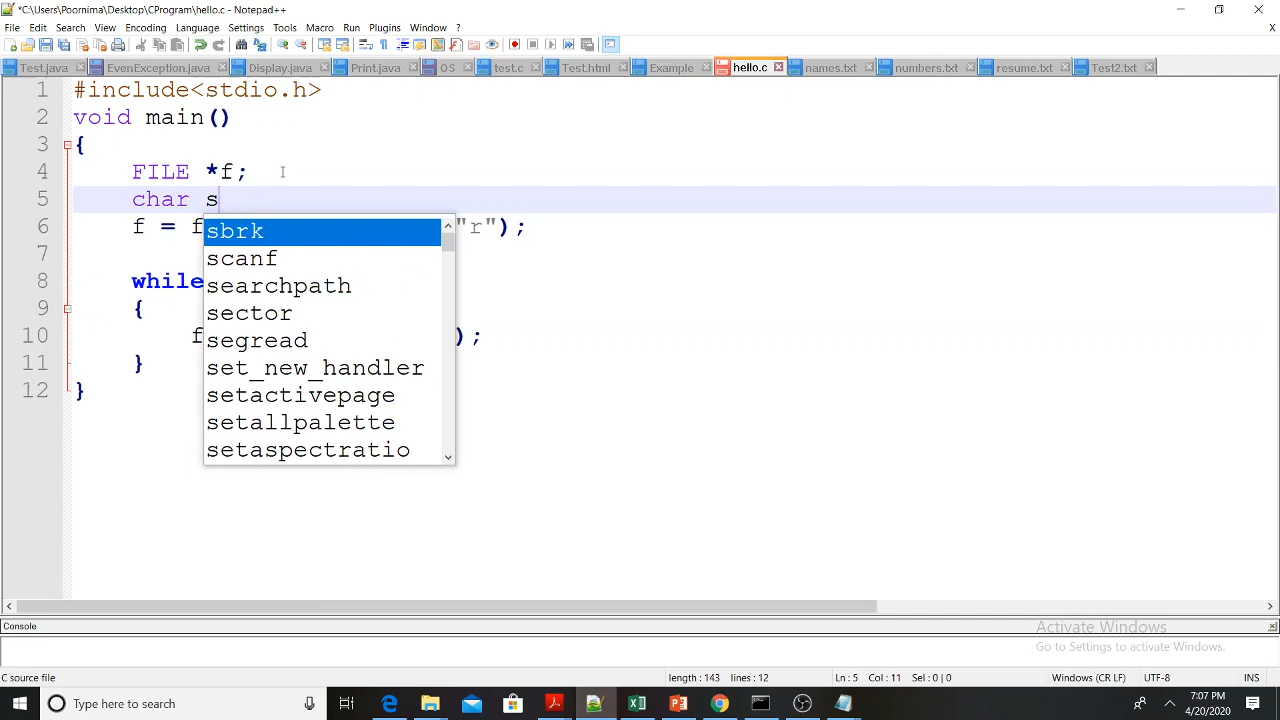 *C:\Users\Poornima\Desktop\CProgram\hello.c - Notepad++
File Edit Search View Encoding Language Settings Tools Macro Run Plugins Window ?
X
Test.java EvenException.java Display.java Print.java OS test.c Test.html Example hello.c names.txt numbers.txt resume.txt Test2.txt
1 #include<stdio.h>
2 void main()
3 {
4 FILE *f;
5 char s
6 f = f "r");
7
8 while
9 {
10 f );
11 }
12 }
sbrk
scanf
searchpath
sector
segread
set_new_handler
setactivepage
setallpalette
setaspectratio
Console
Activate Windows
Go to Settings to activate Windows.
C source file length : 143 lines : 12 Ln : 5 Col : 11 Sel : 0 | 0 Windows (CR LF) UTF-8 INS
Type here to search
7:07 PM
4/20/2020